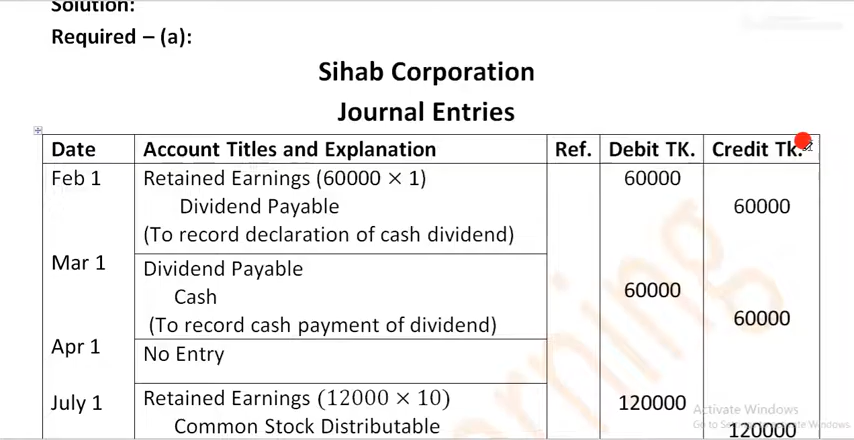 Solution:
Required – (a):
Sihab Corporation
Journal Entries
Date Account Titles and Explanation Ref. Debit TK. Credit Tk.
Feb 1 Retained Earnings (60000 × 1) 60000
Dividend Payable 60000
(To record declaration of cash dividend)
Mar 1 Dividend Payable 60000
Cash 60000
(To record cash payment of dividend)
Apr 1 No Entry
July 1 Retained Earnings (12000 × 10) 120000
Common Stock Distributable 120000
Activate Windows
Go to Windows